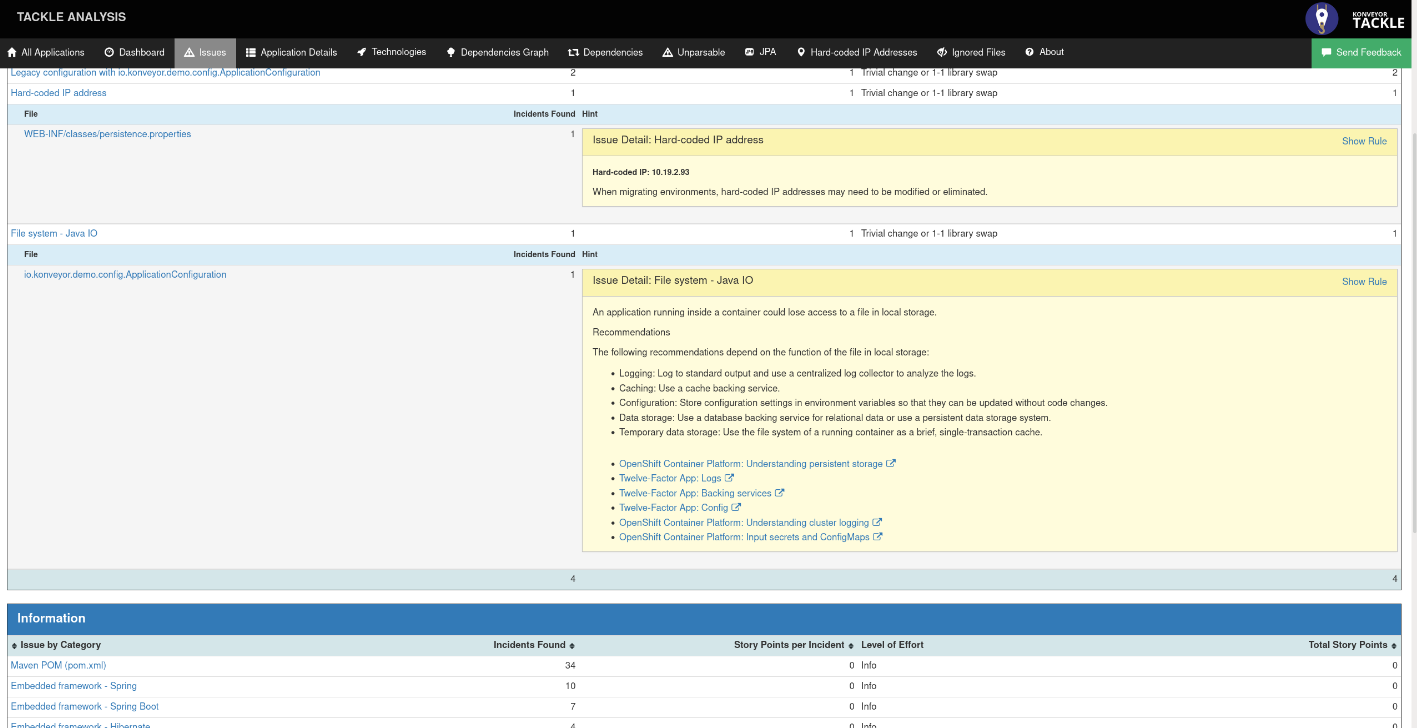 TACKLE ANALYSIS
KONVEYOR
TACKLE
All Applications Dashboard Issues Application Details Technologies Dependencies Graph Dependencies Unparsable JPA Hard-coded IP Addresses Ignored Files About Send Feedback
Legacy configuration with io.konveyor.demo.config.ApplicationConfiguration 2 1 Trivial change or 1-1 library swap 2
Hard-coded IP address 1 1 Trivial change or 1-1 library swap 1
File Incidents Found Hint
WEB-INF/classes/persistence.properties 1
Issue Detail: Hard-coded IP address Show Rule
Hard-coded IP: 10.19.2.93
When migrating environments, hard-coded IP addresses may need to be modified or eliminated.
File system - Java IO 1 1 Trivial change or 1-1 library swap 1
File Incidents Found Hint
io.konveyor.demo.config.ApplicationConfiguration 1
Issue Detail: File system - Java IO Show Rule
An application running inside a container could lose access to a file in local storage.
Recommendations
The following recommendations depend on the function of the file in local storage:
• Logging: Log to standard output and use a centralized log collector to analyze the logs.
• Caching: Use a cache backing service.
• Configuration: Store configuration settings in environment variables so that they can be updated without code changes.
• Data storage: Use a database backing service for relational data or use a persistent data storage system.
• Temporary data storage: Use the file system of a running container as a brief, single-transaction cache.
• OpenShift Container Platform: Understanding persistent storage
• Twelve-Factor App: Logs
• Twelve-Factor App: Backing services
• Twelve-Factor App: Config
• OpenShift Container Platform: Understanding cluster logging
• OpenShift Container Platform: Input secrets and ConfigMaps
4 4
Information
Issue by Category Incidents Found Story Points per Incident Level of Effort Total Story Points
Maven POM (pom.xml) 34 0 Info 0
Embedded framework - Spring 10 0 Info 0
Embedded framework - Spring Boot 7 0 Info 0
Embedded framework - Hibernate 4 0 Info 0